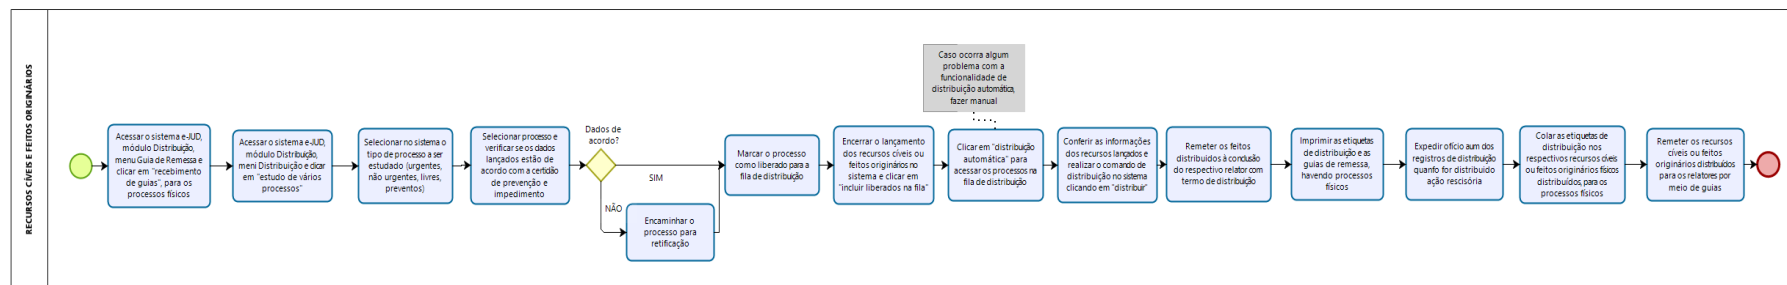 RECURSOS CÍVEIS E FEITOS ORIGINÁRIOS
Acessar o sistema e-JUD,
módulo Distribuição,
menu Guia de Remessa e
clicar em "recebimento
de guias", para os
processos físicos
Acessar o sistema e-JUD,
módulo Distribuição,
meni Distribuição e clicar
em "estudo de vários
processos"
Selecionar no sistema o
tipo de processo a ser
estudado (urgentes,
não urgentes, livres,
preventos)
Selecionar processo e
verificar se os dados
lançados estão de
acordo com a certidão
de prevenção e
impedimento
Dados de
acordo?
SIM
NÃO
Encaminhar o
processo para
retificação
Marcar o processo
como liberado para a
fila de distribuição
Encerrar o lançamento
dos recursos cíveis ou
feitos originários no
sistema e clicar em
"incluir liberados na fila"
Caso ocorra algum
problema com a
funcionalidade de
distribuição automática,
fazer manual
Clicar em "distribuição
automática" para
acessar os processos na
fila de distribuição
Conferir as informações
dos recursos lançados e
realizar o comando de
distribuição no sistema
clicando em "distribuir"
Remeter os feitos
distribuídos à conclusão
do respectivo relator com
termo de distribuição
Imprimir as etiquetas
de distribuição e as
guias de remessa,
havendo processos
físicos
Expedir ofício aum dos
registros de distribuição
quanfo for distribuído
ação rescisória
Colar as etiquetas de
distribuição nos
respectivos recursos cíveis
ou feitos originários físicos
distribuídos, para os
processos físicos
Remeter os recursos
cíveis ou feitos
originários distribuídos
para os relatores por
meio de guias